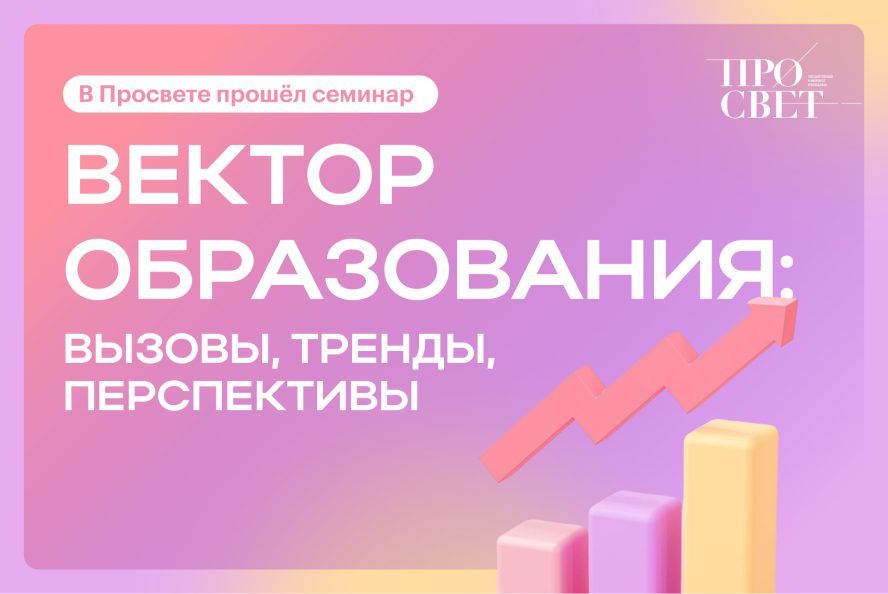 В Просвете прошёл семинар
ПРО
СВЕТ
ВЕКТОР
ОБРАЗОВАНИЯ:
ВЫЗОВЫ, ТРЕНДЫ,
ПЕРСПЕКТИВЫ